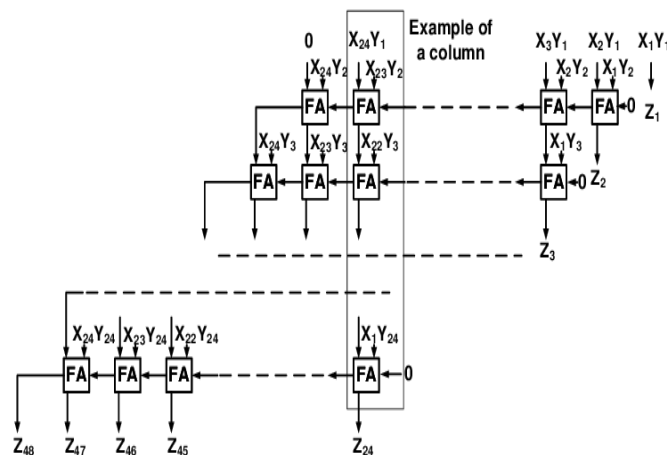 Example of
a column
0 X₂₄Y₁ X₃Y₁ X₂Y₁ X₁Y₁
X₂₄Y₂ X₂₃Y₂ X₂Y₂ X₁Y₂
FA FA FA FA 0 Z₁
X₂₄Y₃ X₂₃Y₃ X₂₂Y₃ X₁Y₃
FA FA FA FA 0 Z₂
Z₃
X₂₄Y₂₄ X₂₃Y₂₄ X₂₂Y₂₄ X₁Y₂₄
FA FA FA FA 0
Z₄₈ Z₄₇ Z₄₆ Z₄₅ Z₂₄